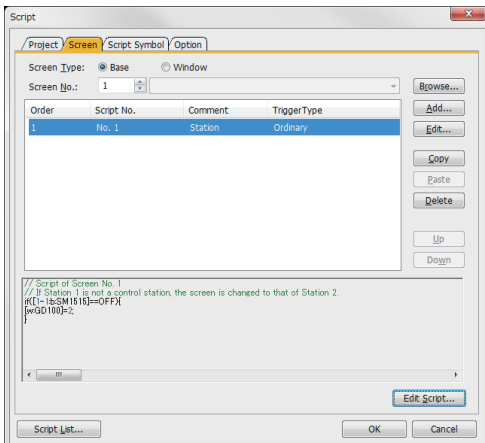 Script
Project Screen Script Symbol Option
Screen Type: Base Window
Screen No.: 1 Browse...
Order Script No. Comment TriggerType Add...
1 No. 1 Station Ordinary Edit...
Copy
Paste
Delete
Up
Down
// Script of Screen No. 1
// If Station 1 is not a control station, the screen is changed to that of Station 2.
if([1-1:b:SM1515]==OFF){
[w:GD100]=2;
}
Edit Script...
Script List... OK Cancel